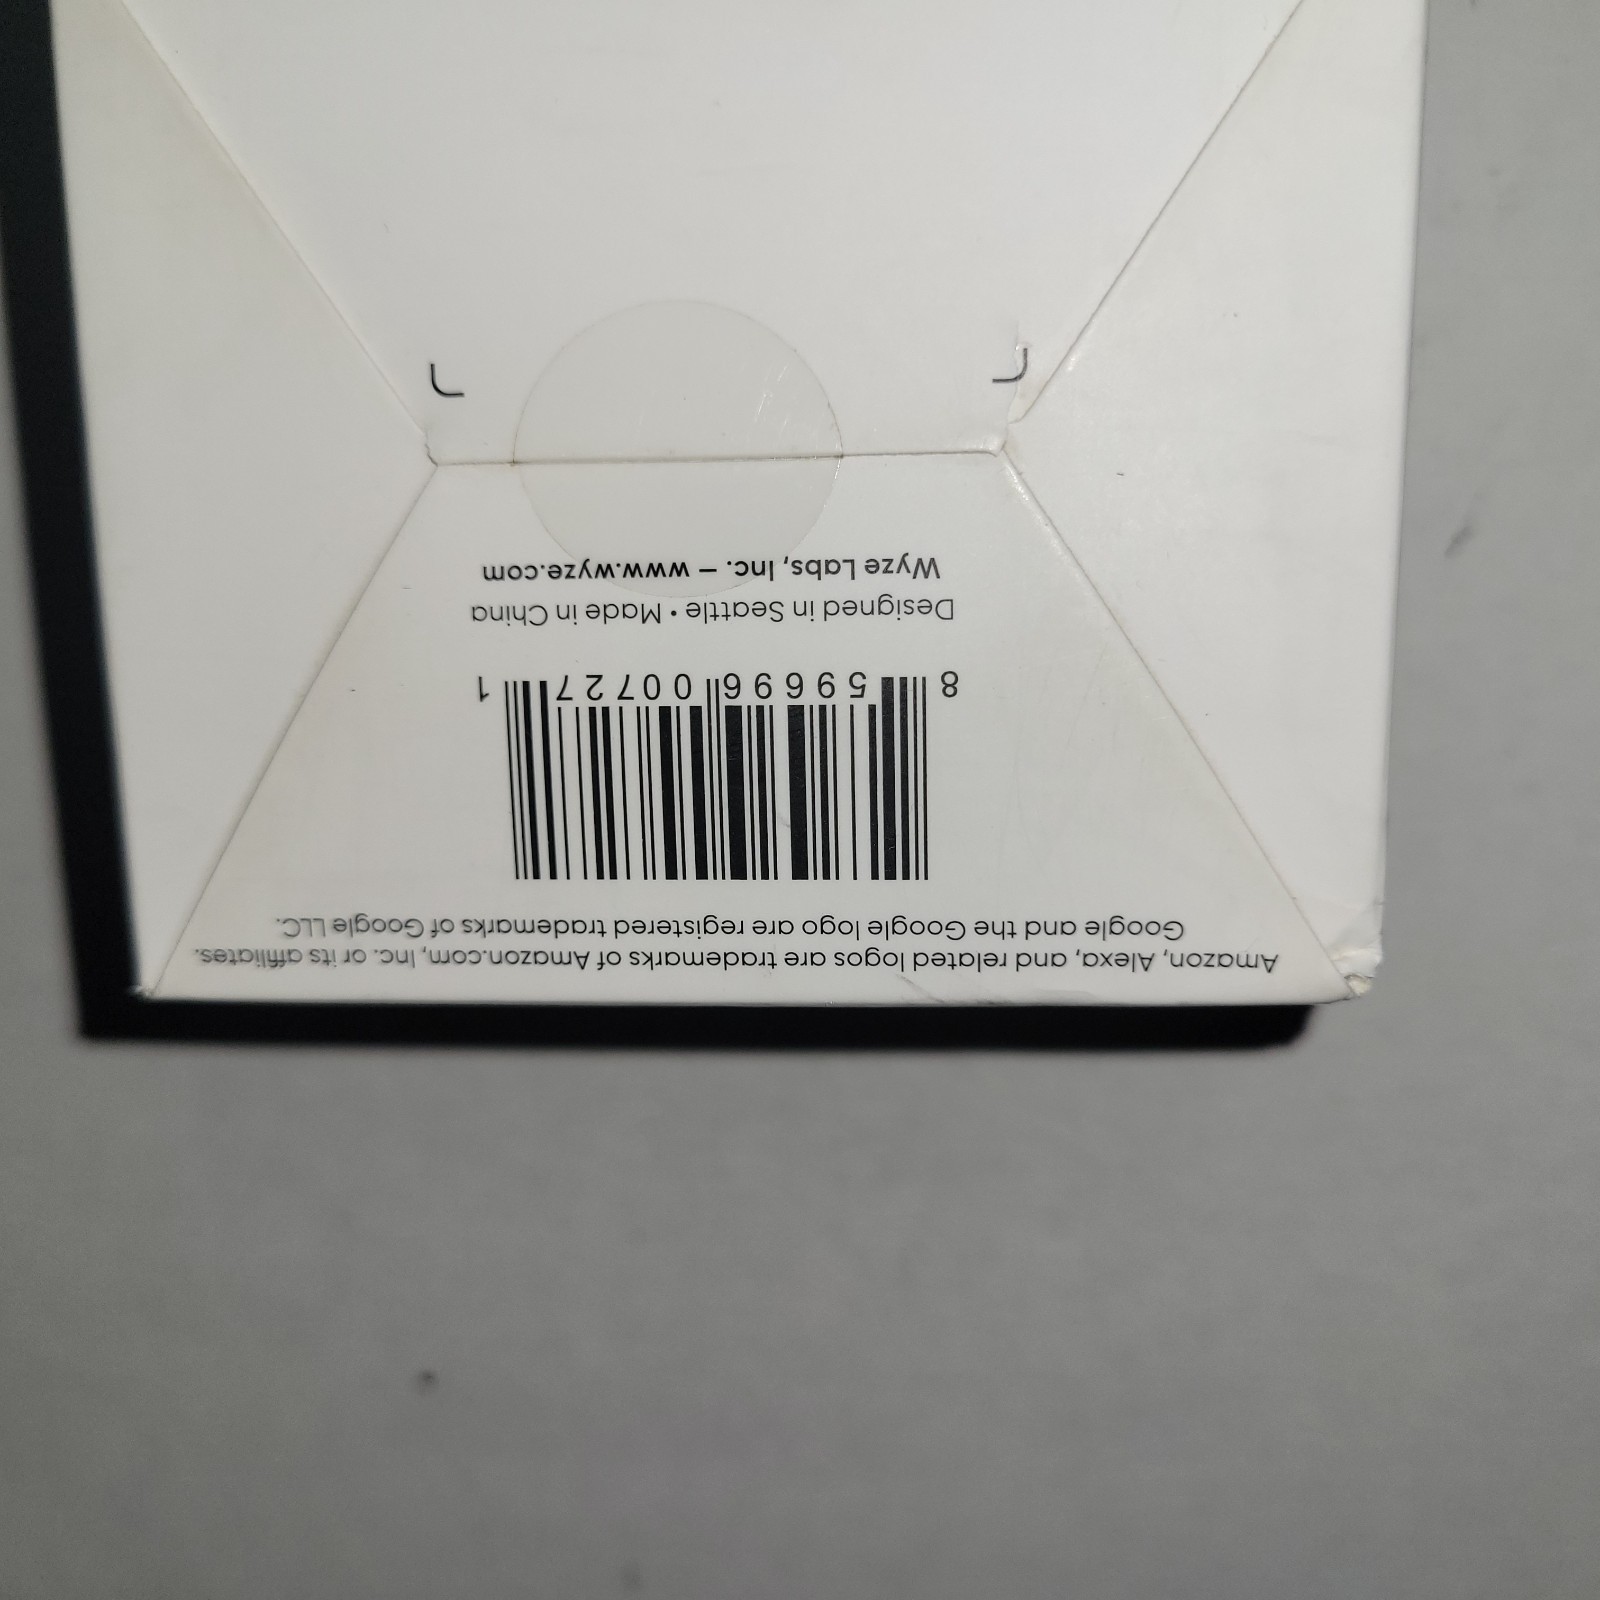 Amazon, Alexa, and related logos are trademarks of Amazon.com, Inc. or its affiliates.
Google and the Google logo are registered trademarks of Google LLC.
8 59696 00727 1
Designed in Seattle • Made in China
Wyze Labs, Inc. – www.wyze.com